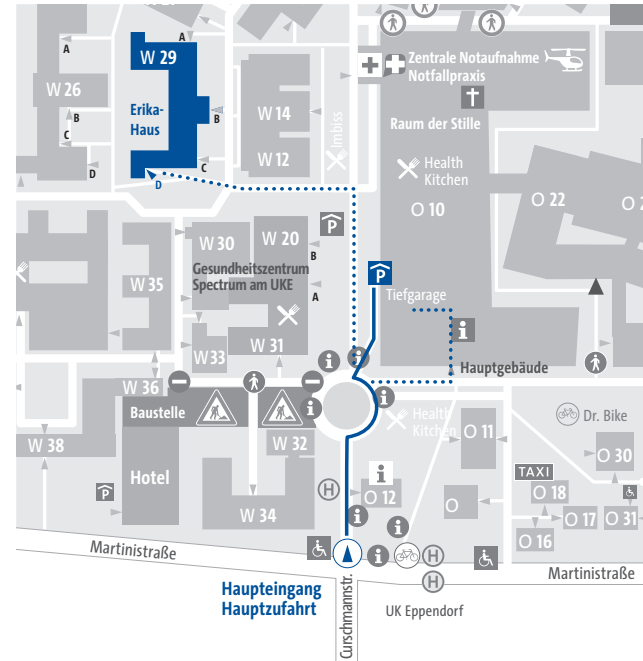 A
A
W 29
W 26
Erika-
Haus
B
B
C
C
D
D
W 14
W 12
Imbiss
Zentrale Notaufnahme
Notfallpraxis
Raum der Stille
Health
Kitchen
O 10
O 22
O 2
W 30
W 20
P
B
Gesundheitszentrum
Spectrum am UKE
A
P
Tiefgarage
W 35
i
W 33
W 31
i
i
Hauptgebäude
W 36
i
Baustelle
i
Health
Kitchen
O 11
Dr. Bike
W 38
W 32
O 30
Hotel
i
TAXI
P
H
O 12
O
O 18
W 34
O 17
O 31
O 16
i
i
i
H
Martinistraße
H
Martinistraße
Haupteingang
Hauptzufahrt
Curschmannstr.
UK Eppendorf